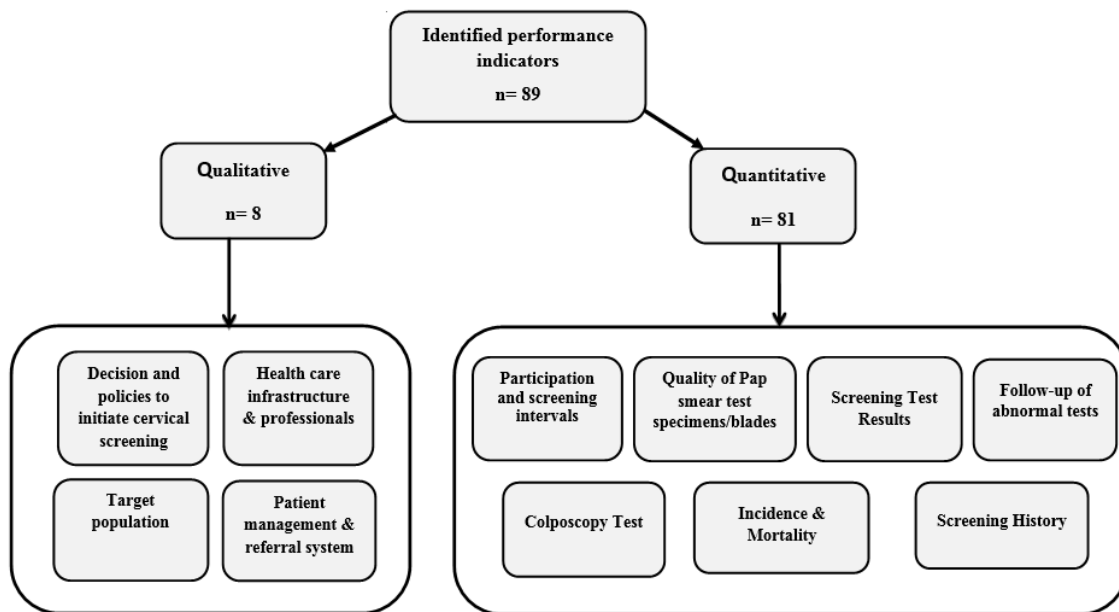 Identified performance
indicators
n= 89
Qualitative
n= 8
Quantitative
n= 81
Decision and
policies to
initiate cervical
screening
Health care
infrastructure
& professionals
Target
population
Patient
management &
referral system
Participation
and screening
intervals
Quality of Pap
smear test
specimens/blades
Screening Test
Results
Follow-up of
abnormal tests
Colposcopy Test
Incidence &
Mortality
Screening History